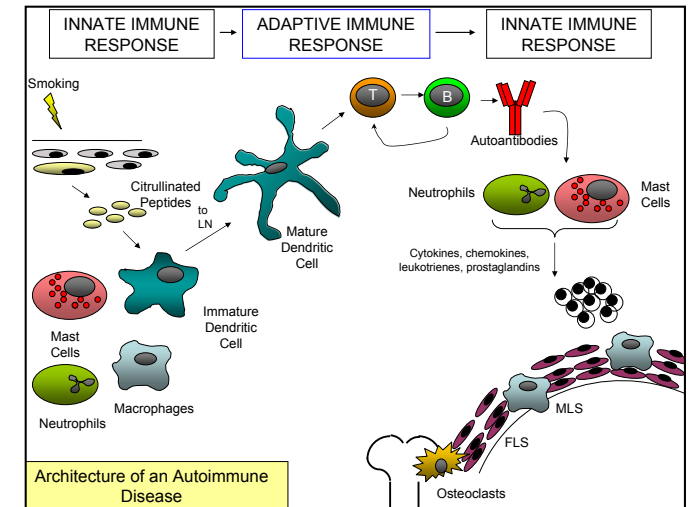 INNATE IMMUNE
RESPONSE
ADAPTIVE IMMUNE
RESPONSE
INNATE IMMUNE
RESPONSE
Smoking
Citrullinated
Peptides
to
LN
Mature
Dendritic
Cell
Immature
Dendritic
Cell
Mast
Cells
Neutrophils
Macrophages
T
B
Autoantibodies
Neutrophils
Mast
Cells
Cytokines, chemokines,
leukotrienes, prostaglandins
MLS
FLS
Osteoclasts
Architecture of an Autoimmune
Disease